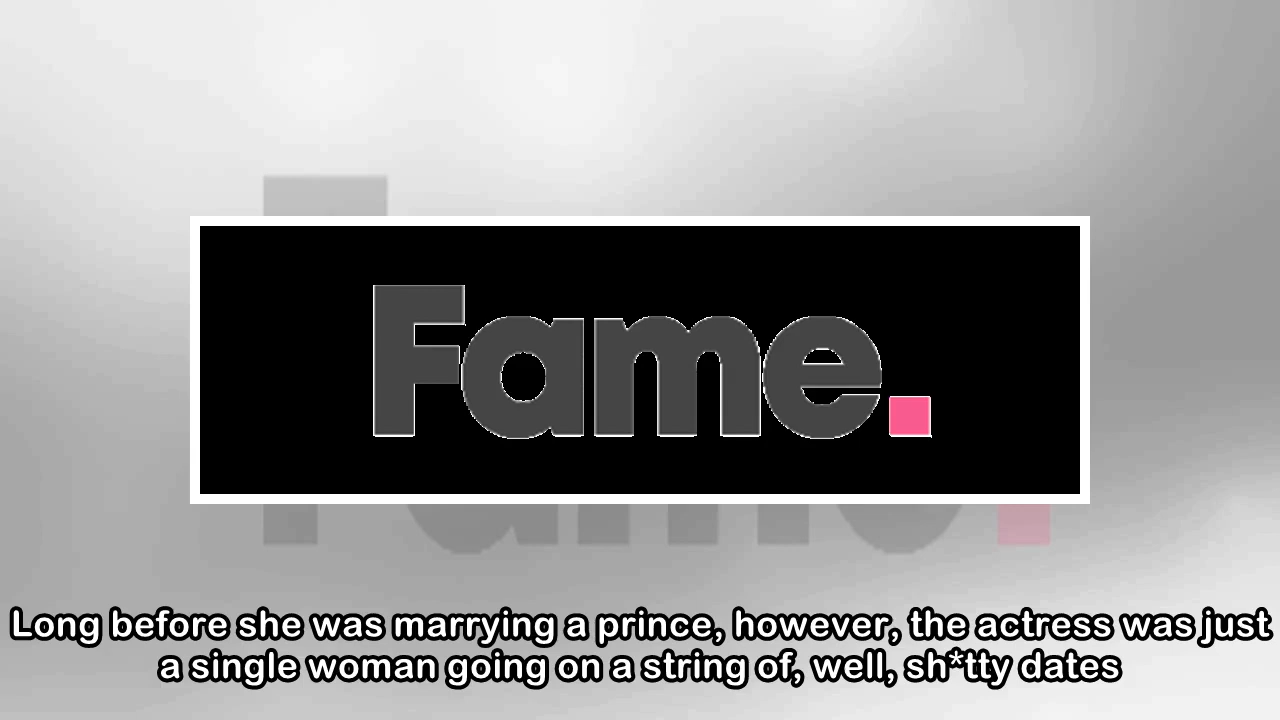 Fame.
Long before she was marrying a prince, however, the actress was just
a single woman going on a string of, well, sh*tty dates